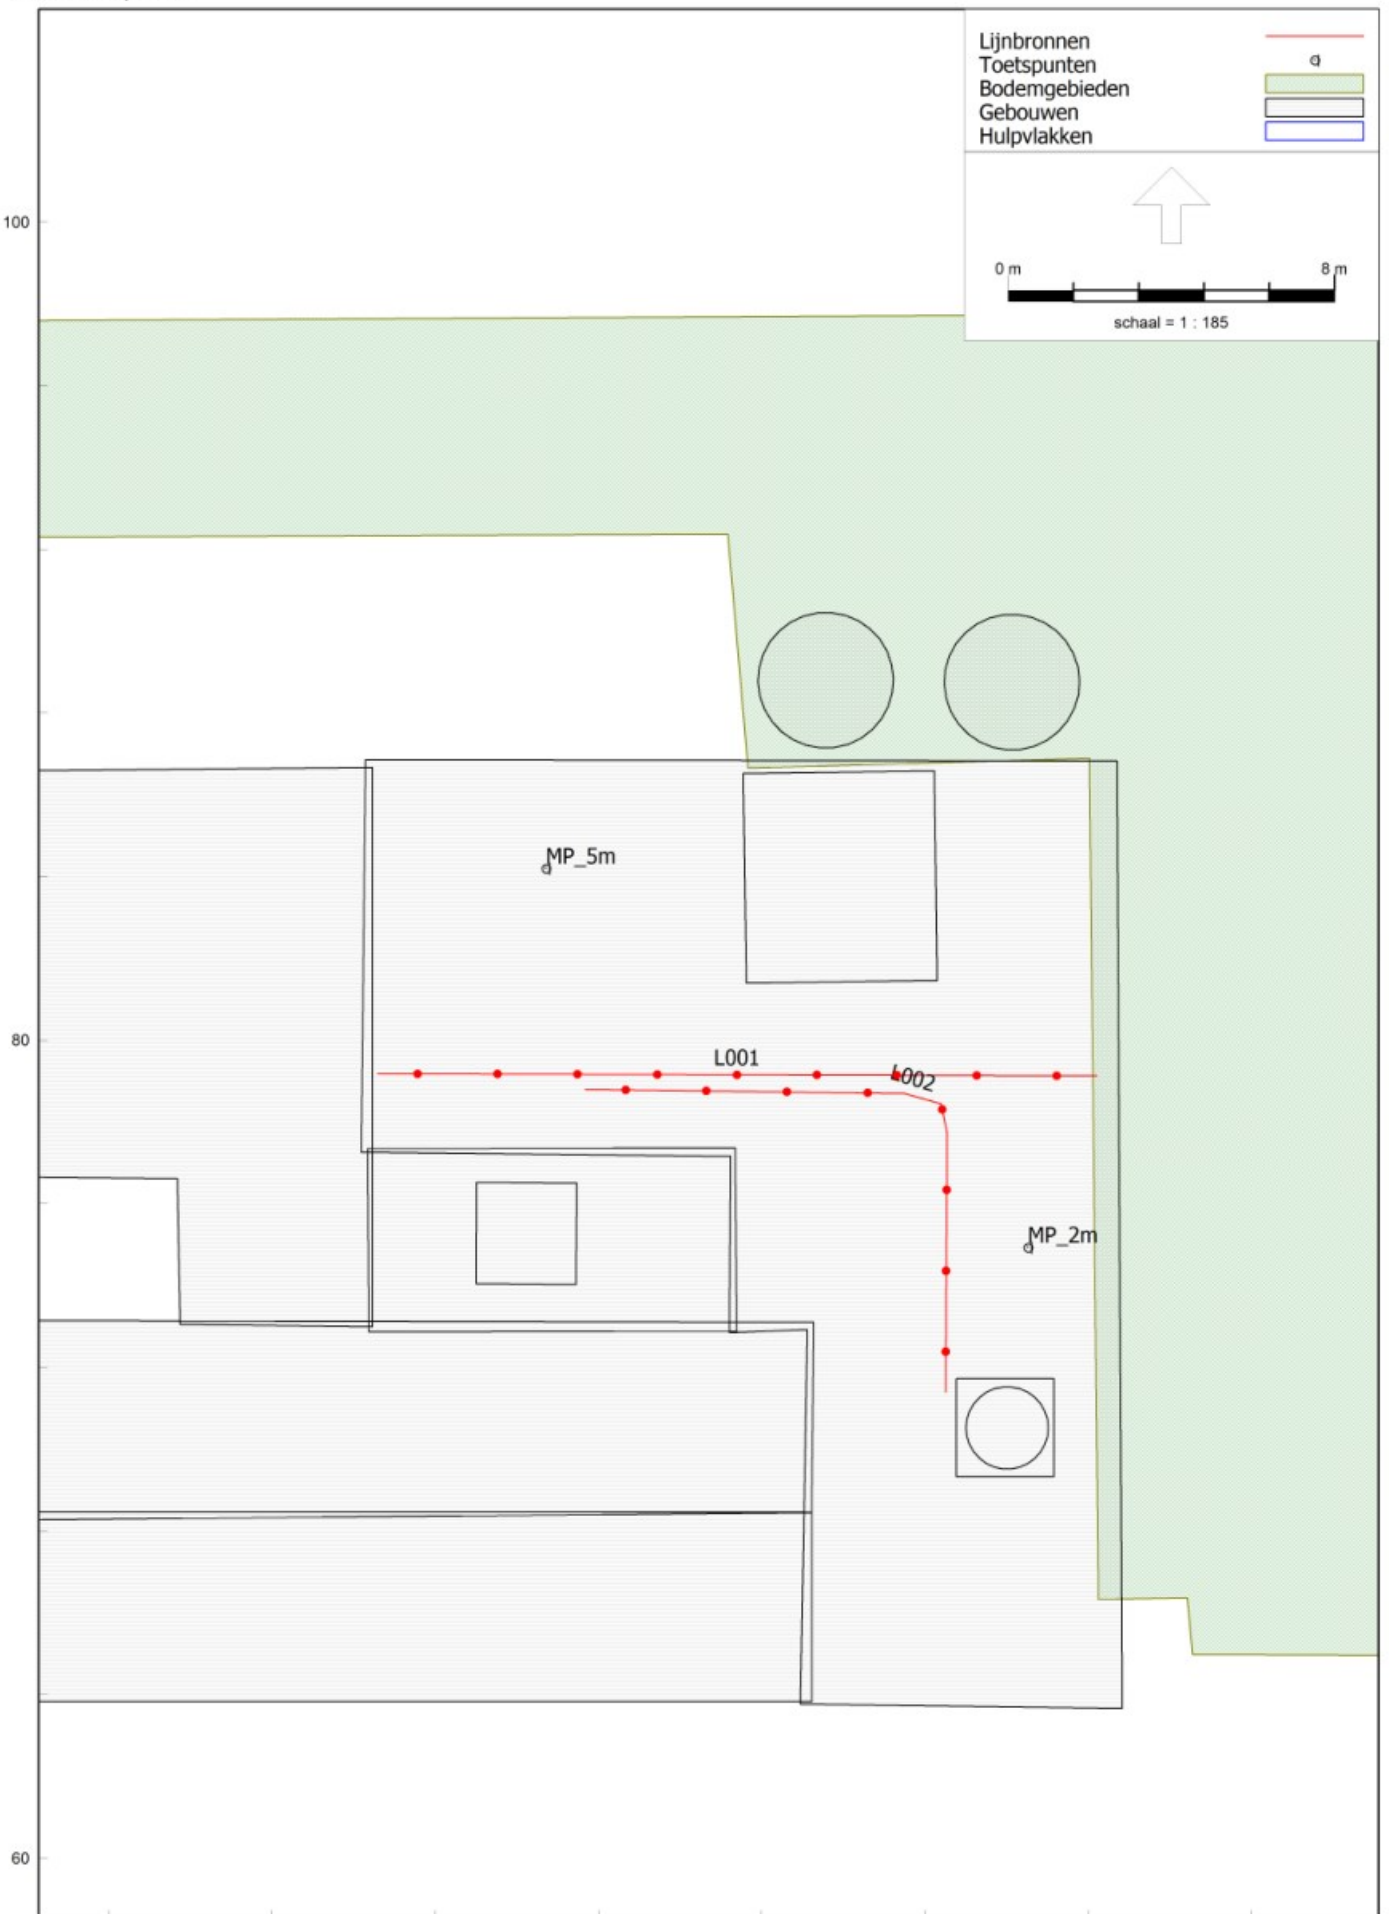 Lijnbronnen
Toetspunten
Bodemgebieden
Gebouwen
Hulpvlakken
100
0 m 8 m
schaal = 1 : 185
MP_5m
80
L001
L002
MP_2m
60